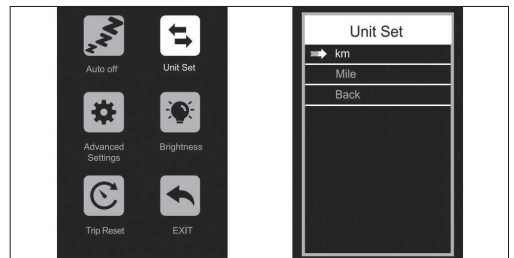 Auto off
Unit Set
Advanced
Settings
Brightness
Trip Reset
EXIT
Unit Set
km
Mile
Back